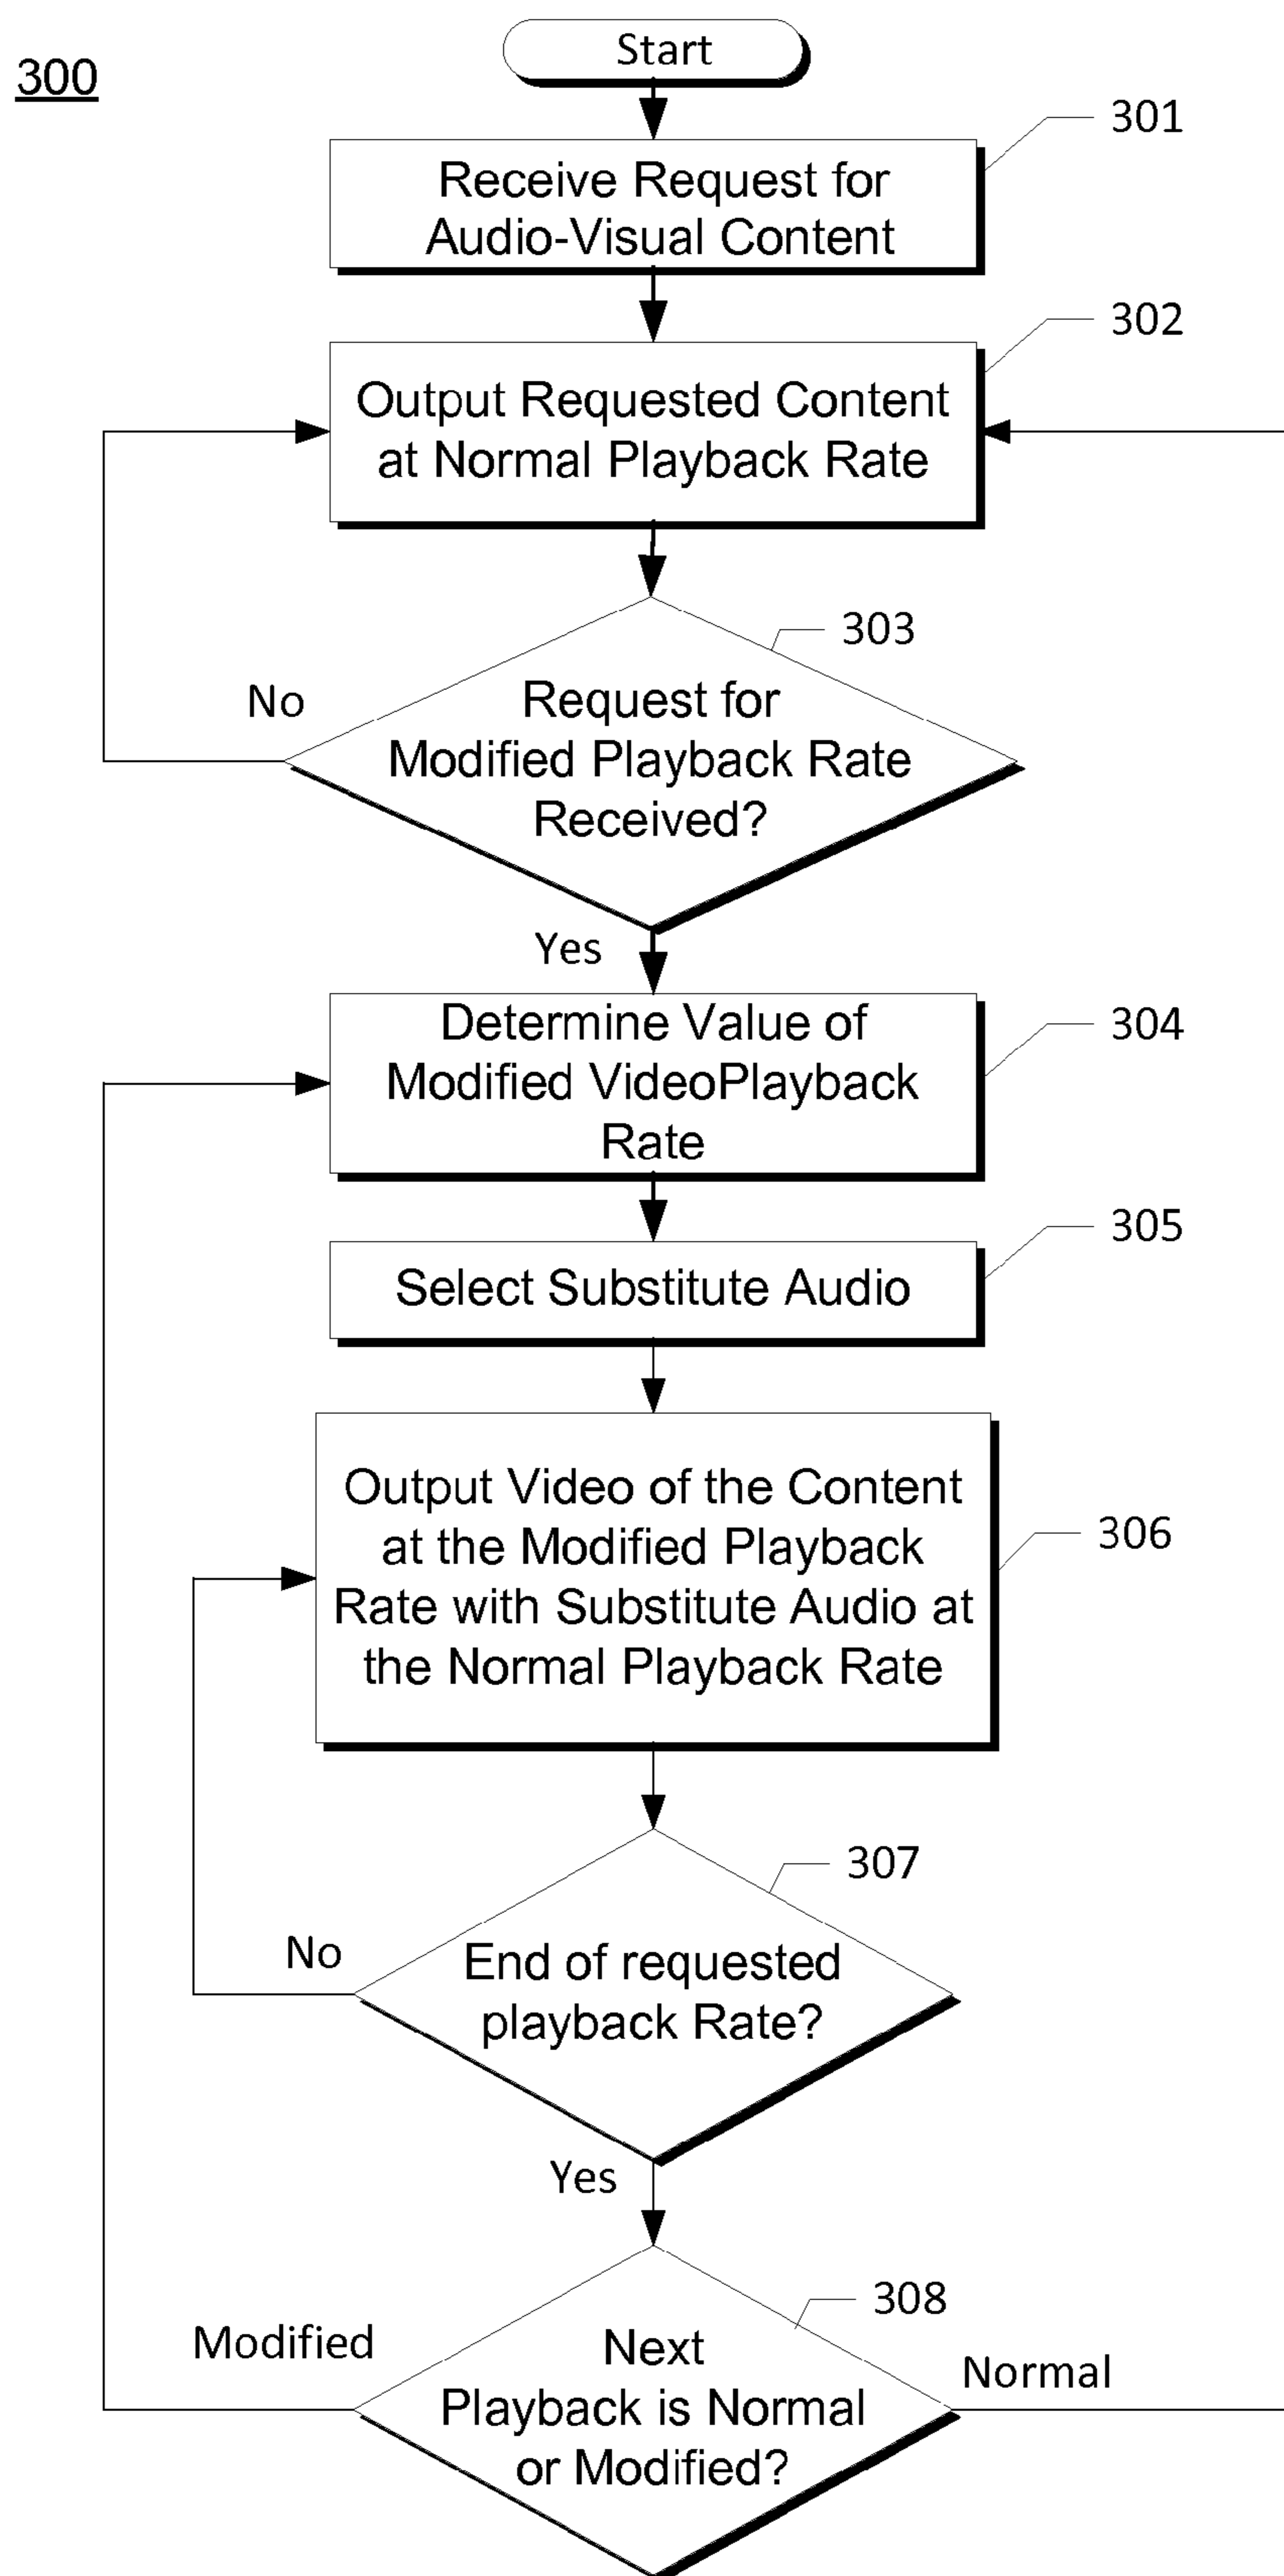 Start
300
301
Receive Request for
Audio-Visual Content
302
Output Requested Content
at Normal Playback Rate
303
No
Request for
Modified Playback Rate
Received?
Yes
Determine Value of
Modified VideoPlayback
Rate
304
305
Select Substitute Audio
Output Video of the Content
at the Modified Playback
Rate with Substitute Audio at
the Normal Playback Rate
306
307
No
End of requested
playback Rate?
Yes
308
Modified
Next
Playback is Normal
or Modified?
Normal